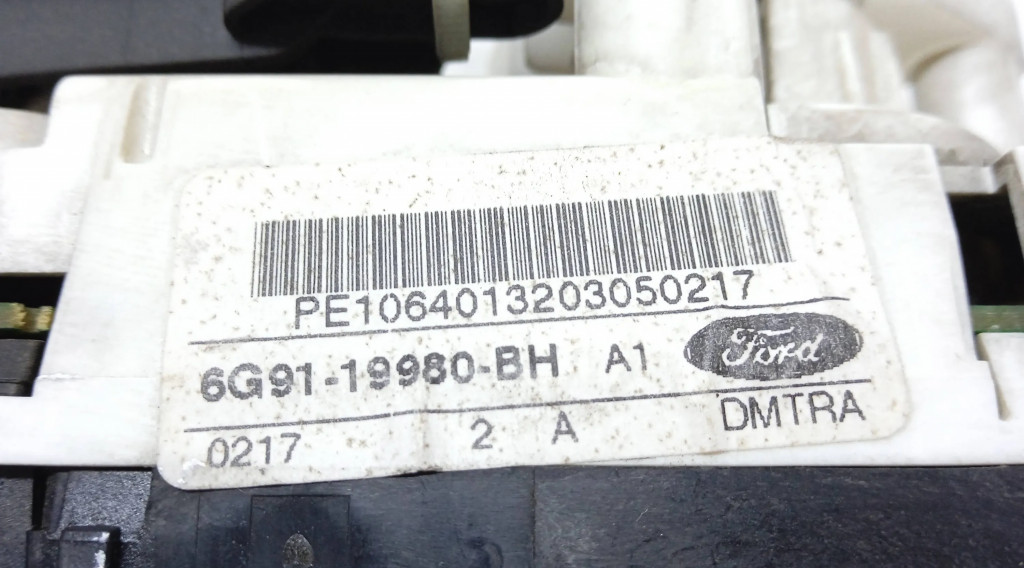 PE1064013203050217
6G91-19980-BH A1 Ford
0217 2 A DMTRA